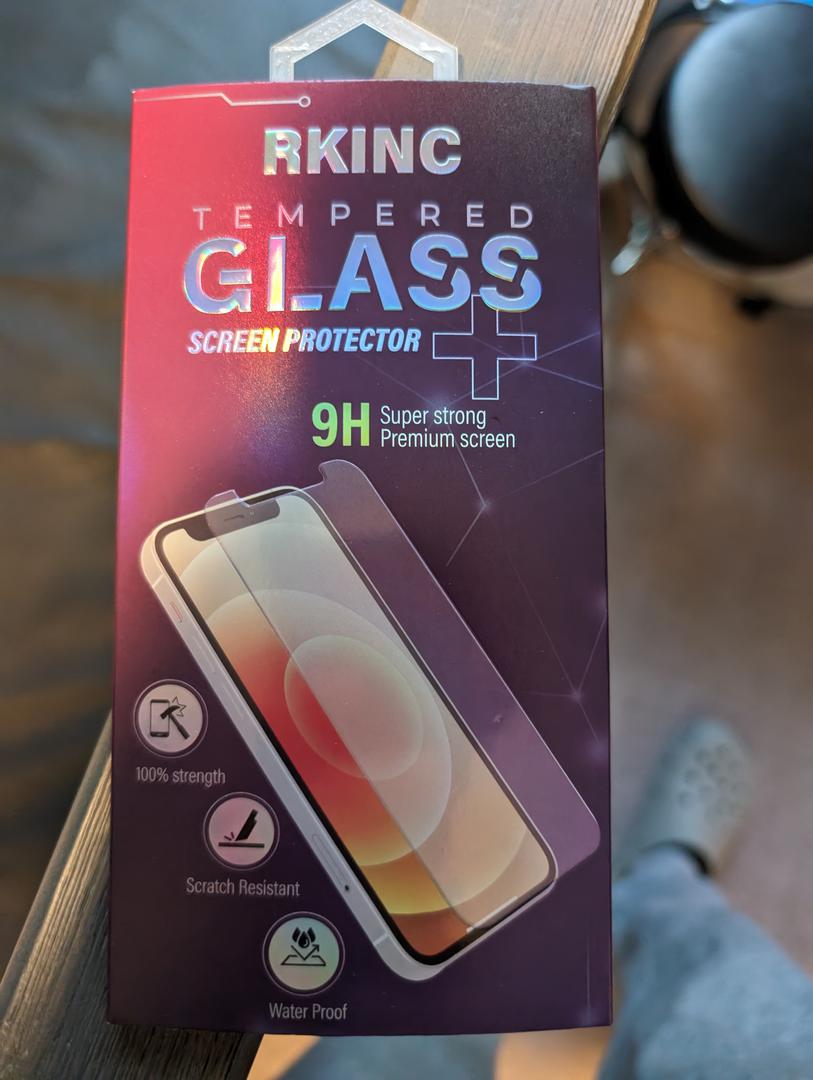 RKINC
TEMPERED
GLASS
SCREEN PROTECTOR
9H Super strong
Premium screen
100% strength
Scratch Resistant
Water Proof